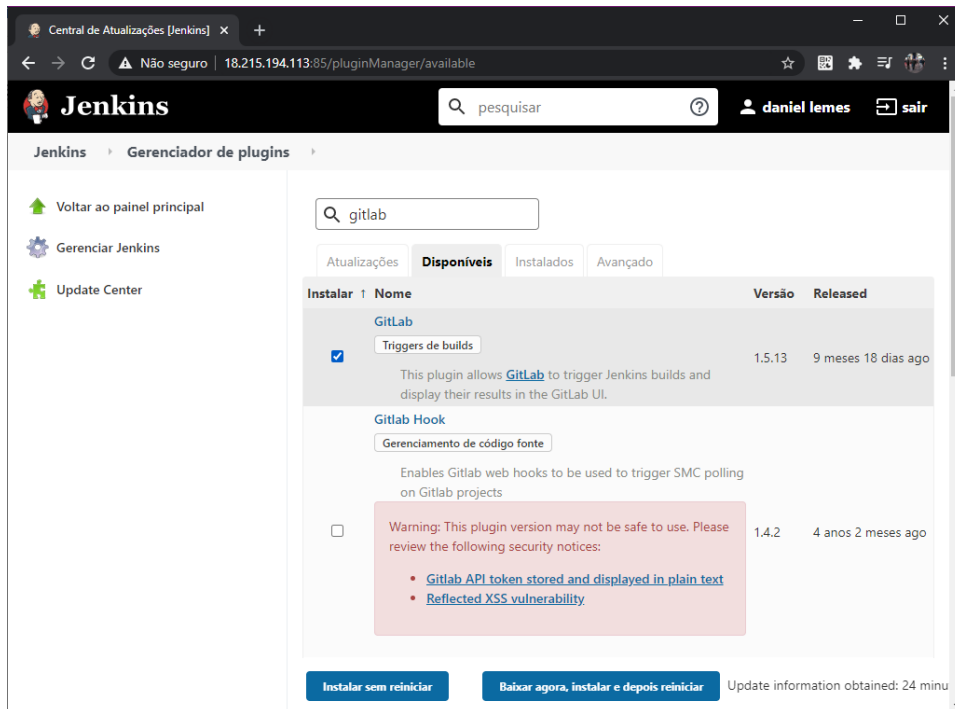 Central de Atualizações [Jenkins]
Não seguro | 18.215.194.113:85/pluginManager/available
Jenkins
pesquisar
daniel lemes
sair
Jenkins
Gerenciador de plugins
Voltar ao painel principal
Gerenciar Jenkins
Update Center
gitlab
Atualizações
Disponíveis
Instalados
Avançado
Instalar ↑ Nome Versão Released
GitLab
Triggers de builds
This plugin allows GitLab to trigger Jenkins builds and
display their results in the GitLab UI.
1.5.13
9 meses 18 dias ago
Gitlab Hook
Gerenciamento de código fonte
Enables Gitlab web hooks to be used to trigger SMC polling
on Gitlab projects
Warning: This plugin version may not be safe to use. Please
review the following security notices:
• Gitlab API token stored and displayed in plain text
• Reflected XSS vulnerability
1.4.2
4 anos 2 meses ago
Instalar sem reiniciar
Baixar agora, instalar e depois reiniciar
Update information obtained: 24 minu